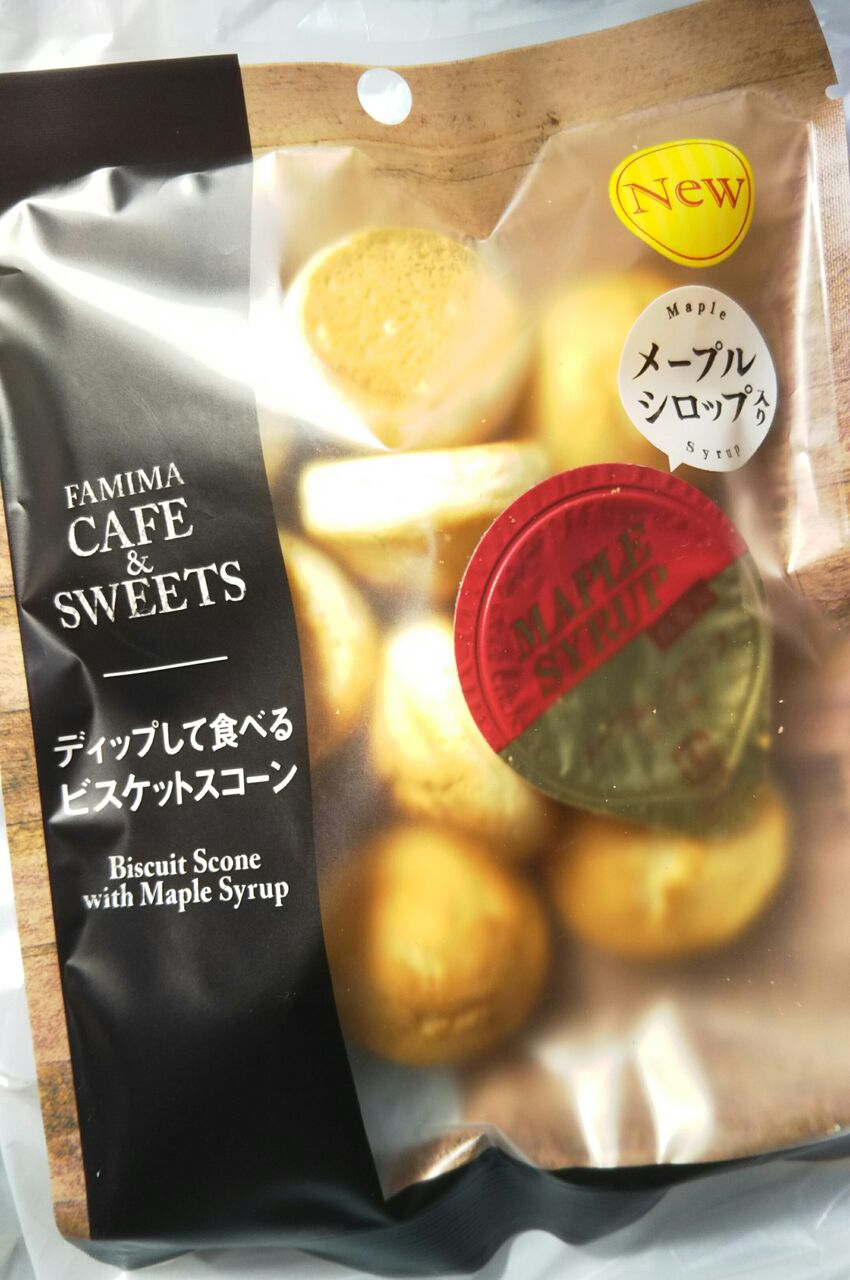 New
Maple
メープル
シロップ入り
Syrup
MAPLE
SYRUP
FAMIMA
CAFE
&
SWEETS
ディップして食べる
ビスケットスコーン
Biscuit Scone
with Maple Syrup